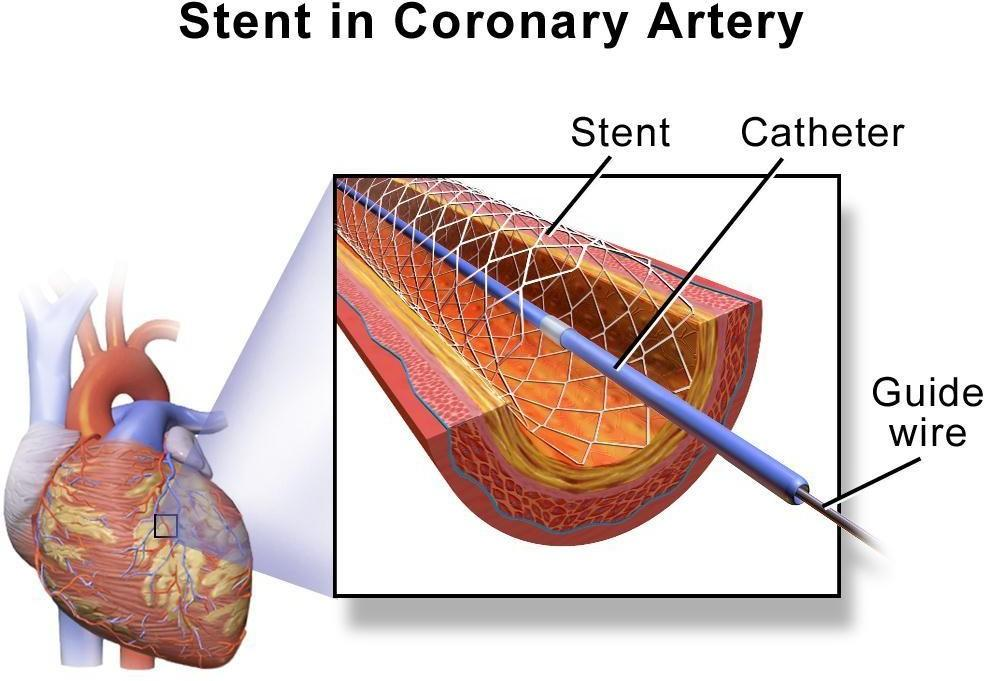 Stent in Coronary Artery
Stent
Catheter
Guide
wire